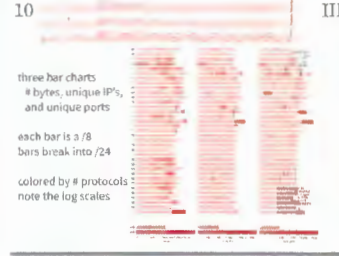 10
III
three bar charts
# bytes, unique IP's,
and unique ports
each bar is a /8
bars break into /24
colored by # protocols
note the log scales